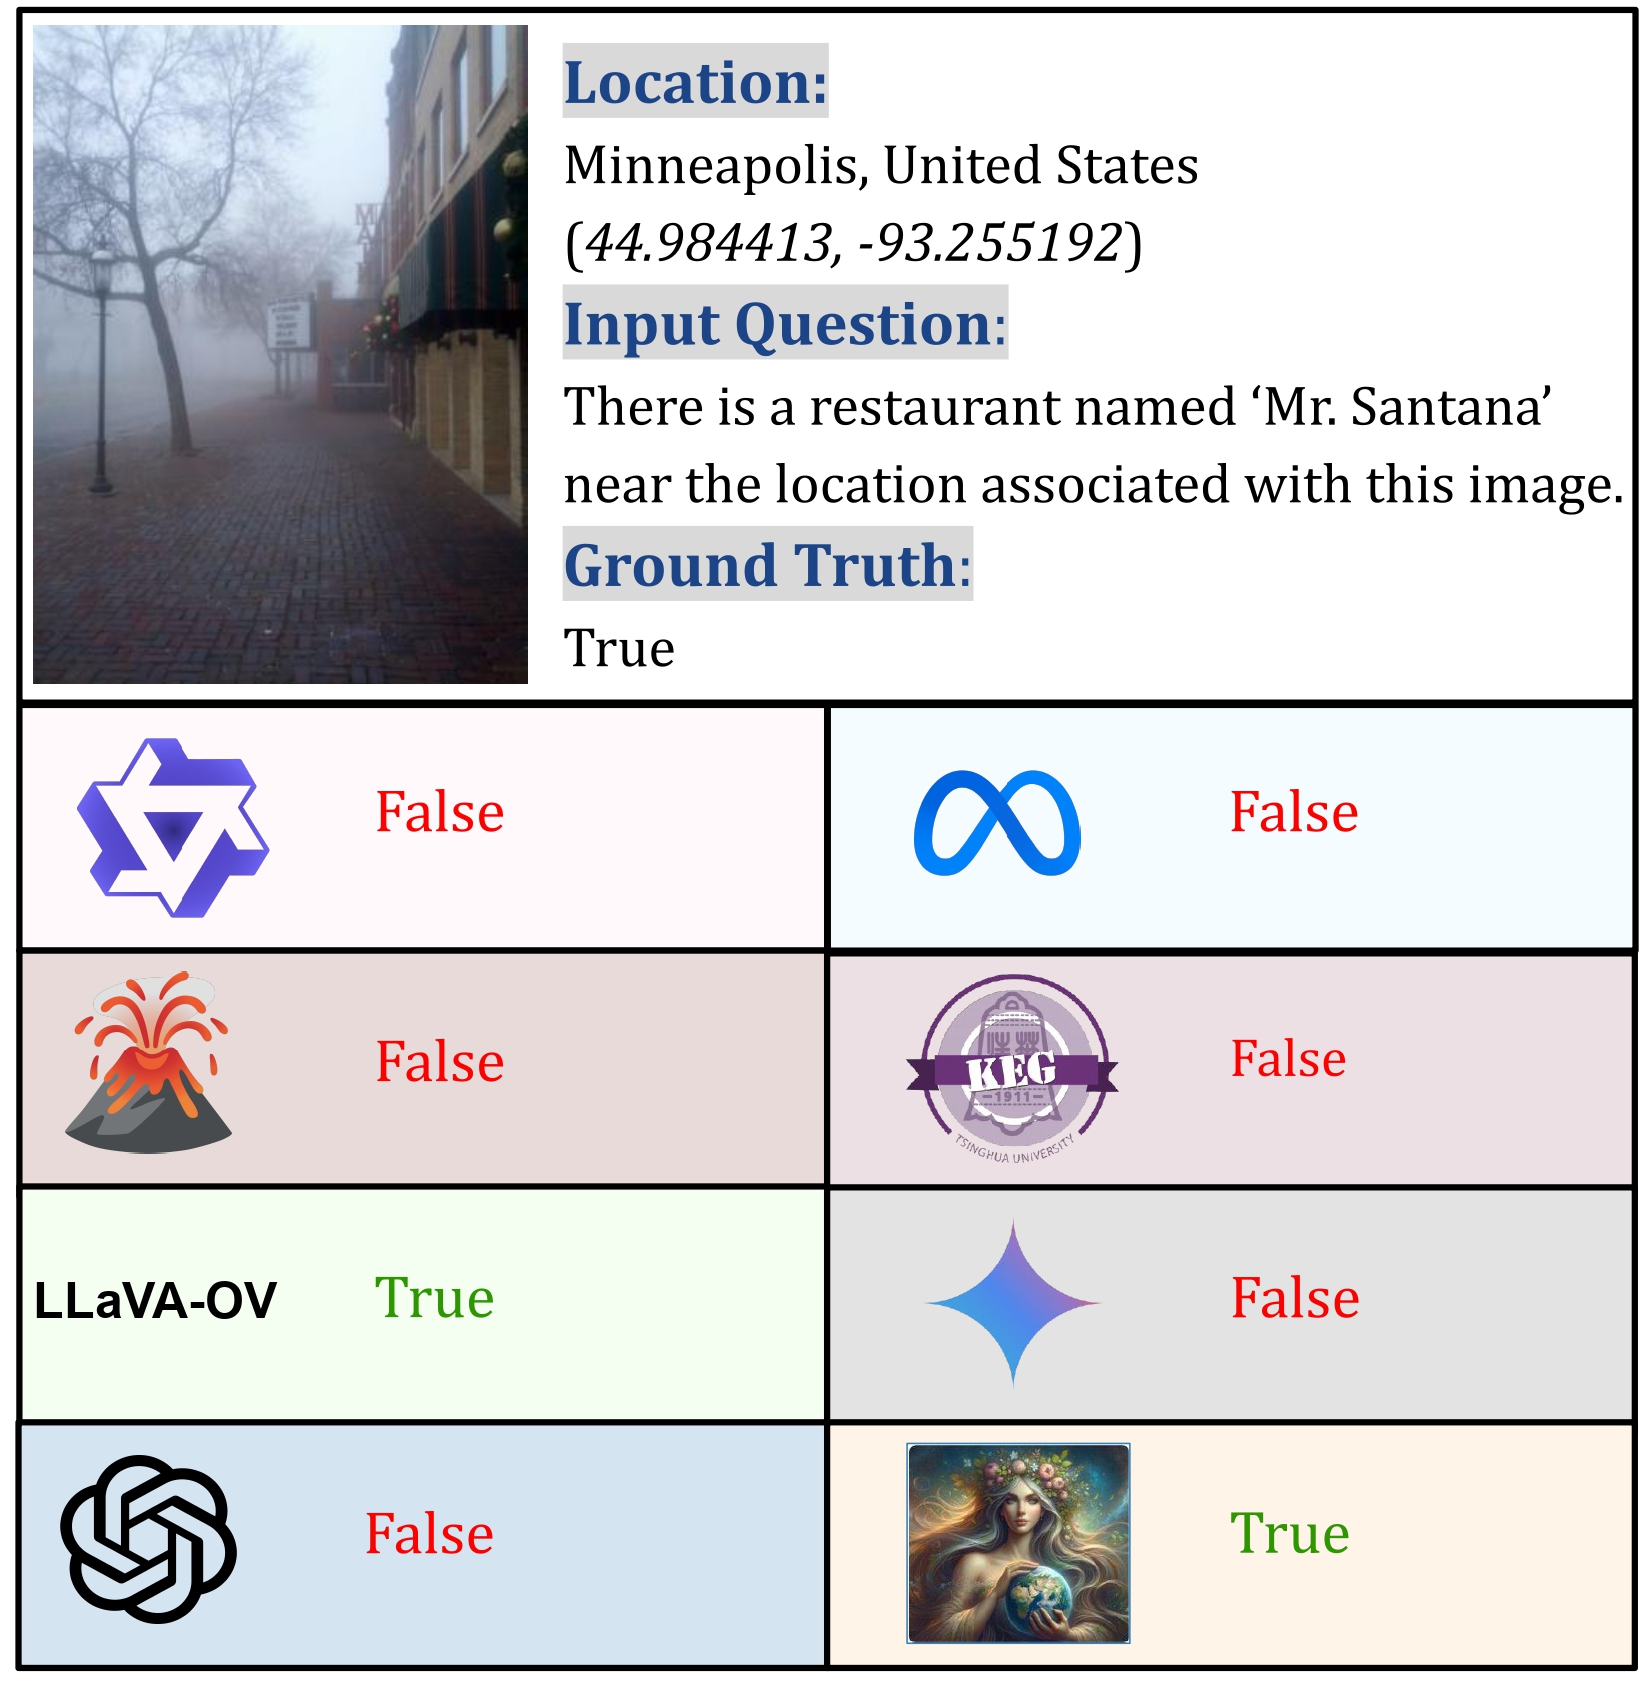 Location:
Minneapolis, United States
(44.984413, -93.255192)
Input Question:
There is a restaurant named ‘Mr. Santana’
near the location associated with this image.
Ground Truth:
True
False
False
False
KEG
1911
TSINGHUA UNIVERSITY
False
LLaVA-OV
True
False
False
True